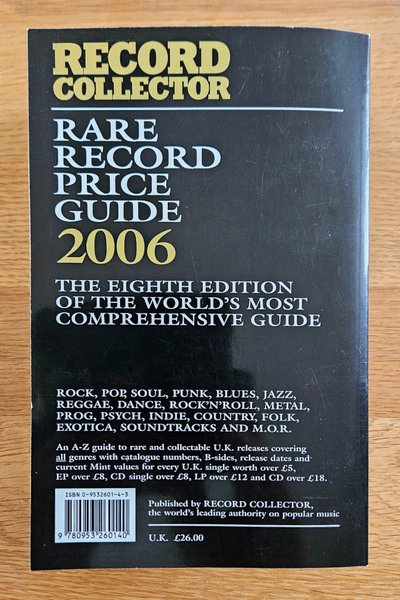 RECORD
COLLECTOR
RARE
RECORD
PRICE
GUIDE
2006
THE EIGHTH EDITION
OF THE WORLD'S MOST
COMPREHENSIVE GUIDE
ROCK, POP, SOUL, PUNK, BLUES, JAZZ,
REGGAE, DANCE, ROCK'N'ROLL, METAL,
PROG, PSYCH, INDIE, COUNTRY, FOLK,
EXOTICA, SOUNDTRACKS AND M.O.R.
An A-Z guide to rare and collectable U.K. releases covering
all genres with catalogue numbers, B-sides, release dates and
current Mint values for every U.K. single worth over £5,
EP over £8, CD single over £8, LP over £12 and CD over £18.
ISBN 0-9532601-4-3
9 780953 260140
Published by RECORD COLLECTOR,
the world's leading authority on popular music
U.K. £26.00